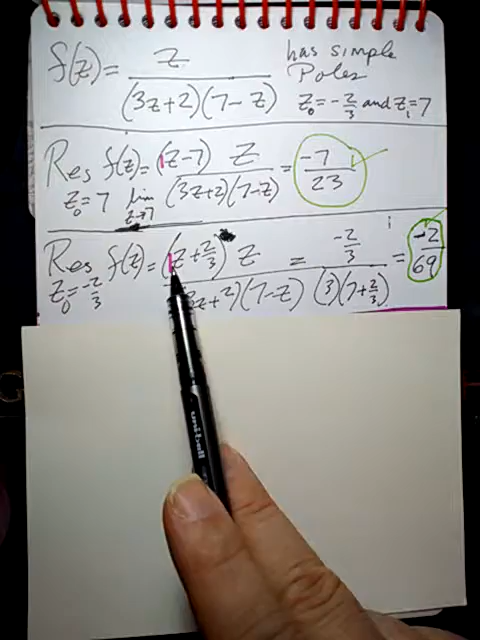 f(z) = z / (3z+2)(7-z) has simple Poles z₀ = -2/3 and z₁ = 7
Res f(z) = (z-7) z / (3z+2)(7-z) = -7 / 23
z₀ = 7 lim z→7
Res f(z) = (z + 2/3) z / 3z+2)(7-z) = -2/3 / (3)(7+2/3) = -2 / 69
z₀ = -2/3
uni-ball